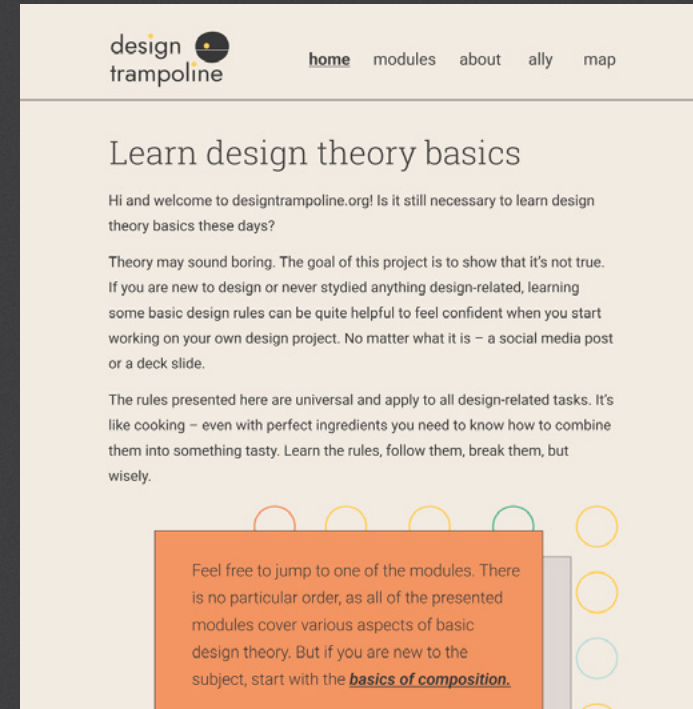 design
trampoline
home modules about ally map
Learn design theory basics
Hi and welcome to designtrampoline.org! Is it still necessary to learn design
theory basics these days?
Theory may sound boring. The goal of this project is to show that it's not true.
If you are new to design or never stydied anything design-related, learning
some basic design rules can be quite helpful to feel confident when you start
working on your own design project. No matter what it is – a social media post
or a deck slide.
The rules presented here are universal and apply to all design-related tasks. It's
like cooking – even with perfect ingredients you need to know how to combine
them into something tasty. Learn the rules, follow them, break them, but
wisely.
Feel free to jump to one of the modules. There
is no particular order, as all of the presented
modules cover various aspects of basic
design theory. But if you are new to the
subject, start with the basics of composition.